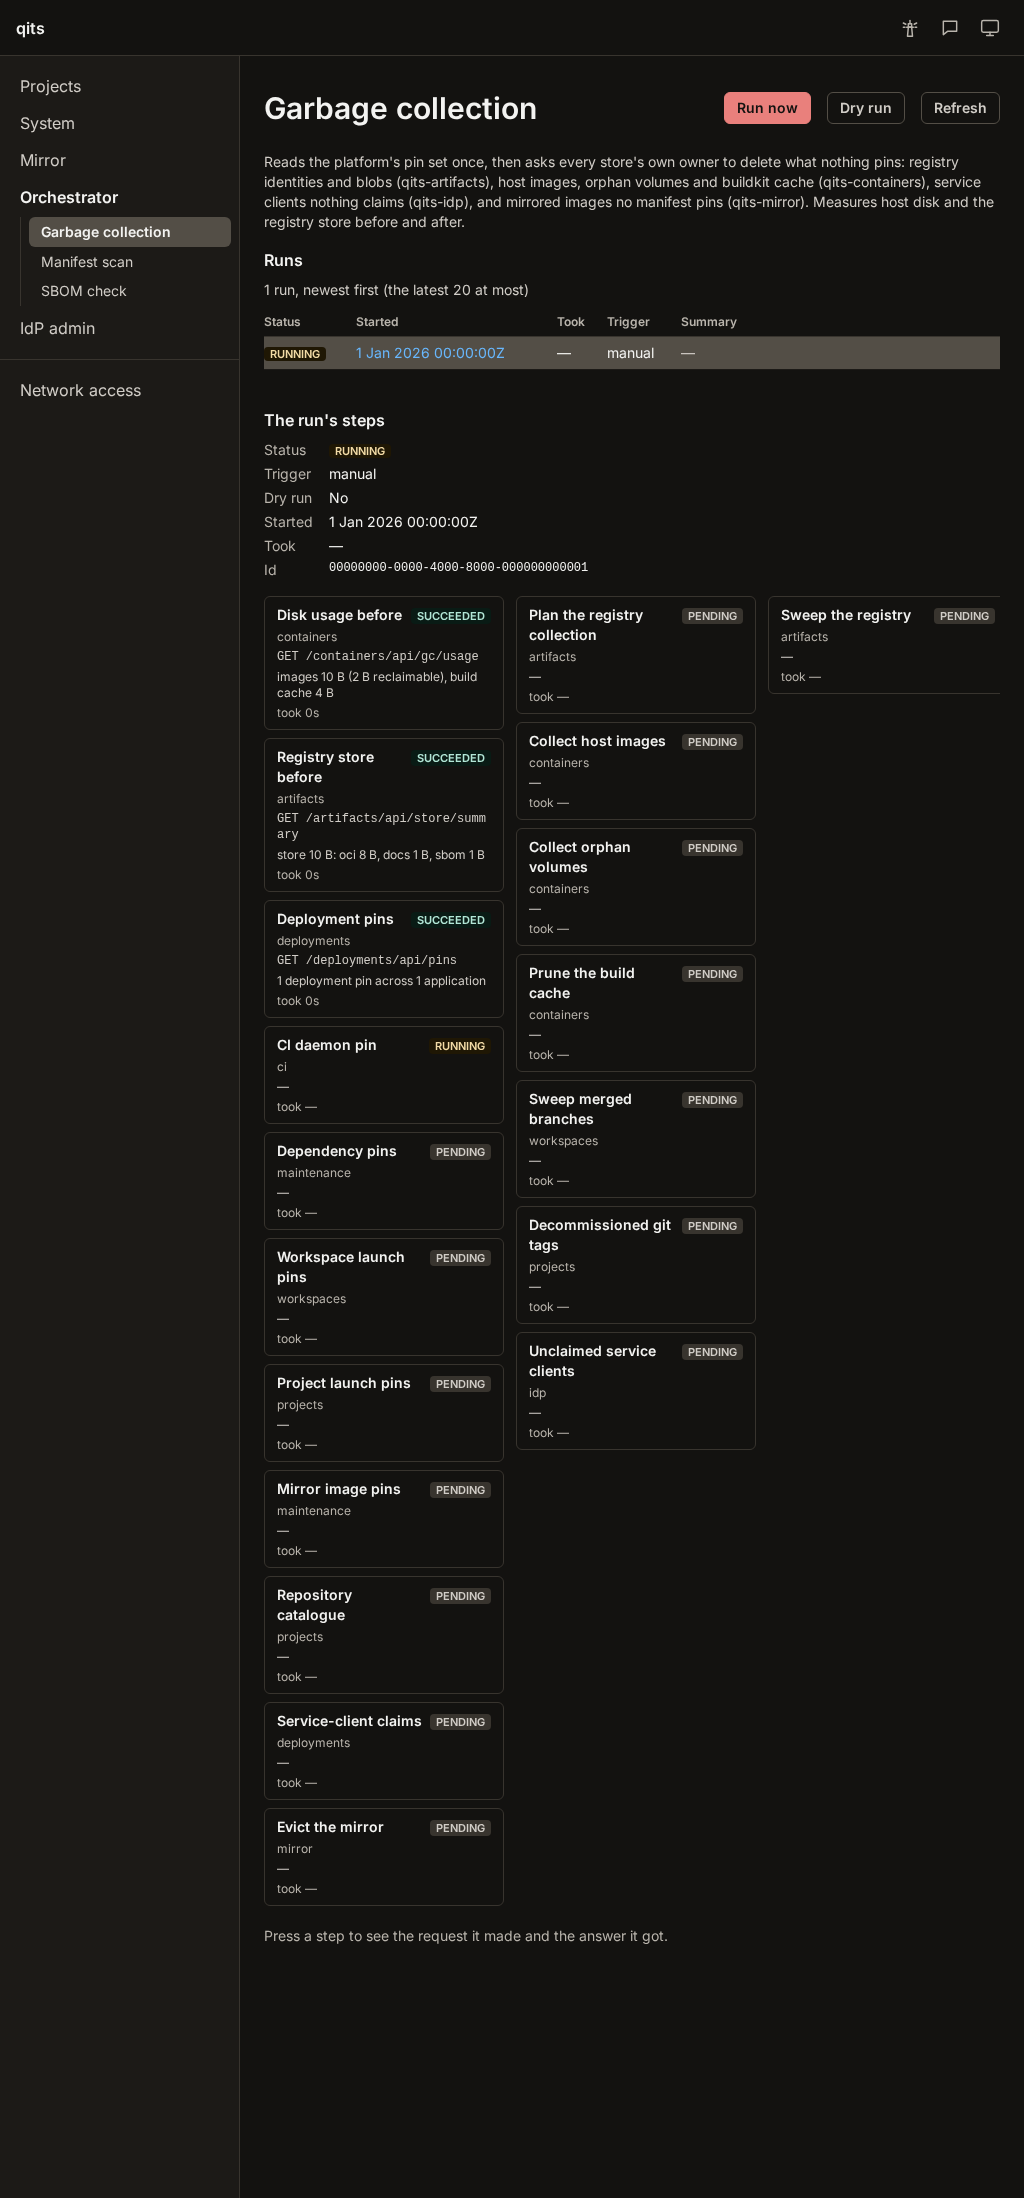 qits
Projects
System
Mirror
Orchestrator
Garbage collection
Manifest scan
SBOM check
IdP admin
Network access
Garbage collection
Run now
Dry run
Refresh
Reads the platform's pin set once, then asks every store's own owner to delete what nothing pins: registry
identities and blobs (qits-artifacts), host images, orphan volumes and buildkit cache (qits-containers), service
clients nothing claims (qits-idp), and mirrored images no manifest pins (qits-mirror). Measures host disk and the
registry store before and after.
Runs
1 run, newest first (the latest 20 at most)
Status Started Took Trigger Summary
RUNNING 1 Jan 2026 00:00:00Z — manual —
The run's steps
Status RUNNING
Trigger manual
Dry run No
Started 1 Jan 2026 00:00:00Z
Took —
Id 00000000-0000-4000-8000-000000000001
Disk usage before SUCCEEDED
containers
GET /containers/api/gc/usage
images 10 B (2 B reclaimable), build
cache 4 B
took 0s
Registry store
before
SUCCEEDED
artifacts
GET /artifacts/api/store/summ
ary
store 10 B: oci 8 B, docs 1 B, sbom 1 B
took 0s
Deployment pins SUCCEEDED
deployments
GET /deployments/api/pins
1 deployment pin across 1 application
took 0s
CI daemon pin RUNNING
ci
—
took —
Dependency pins PENDING
maintenance
—
took —
Workspace launch
pins
PENDING
workspaces
—
took —
Project launch pins PENDING
projects
—
took —
Mirror image pins PENDING
maintenance
—
took —
Repository
catalogue
PENDING
projects
—
took —
Service-client claims PENDING
deployments
—
took —
Evict the mirror PENDING
mirror
—
took —
Plan the registry
collection
PENDING
artifacts
—
took —
Collect host images PENDING
containers
—
took —
Collect orphan
volumes
PENDING
containers
—
took —
Prune the build
cache
PENDING
containers
—
took —
Sweep merged
branches
PENDING
workspaces
—
took —
Decommissioned git
tags
PENDING
projects
—
took —
Unclaimed service
clients
PENDING
idp
—
took —
Sweep the registry PENDING
artifacts
—
took —
Press a step to see the request it made and the answer it got.